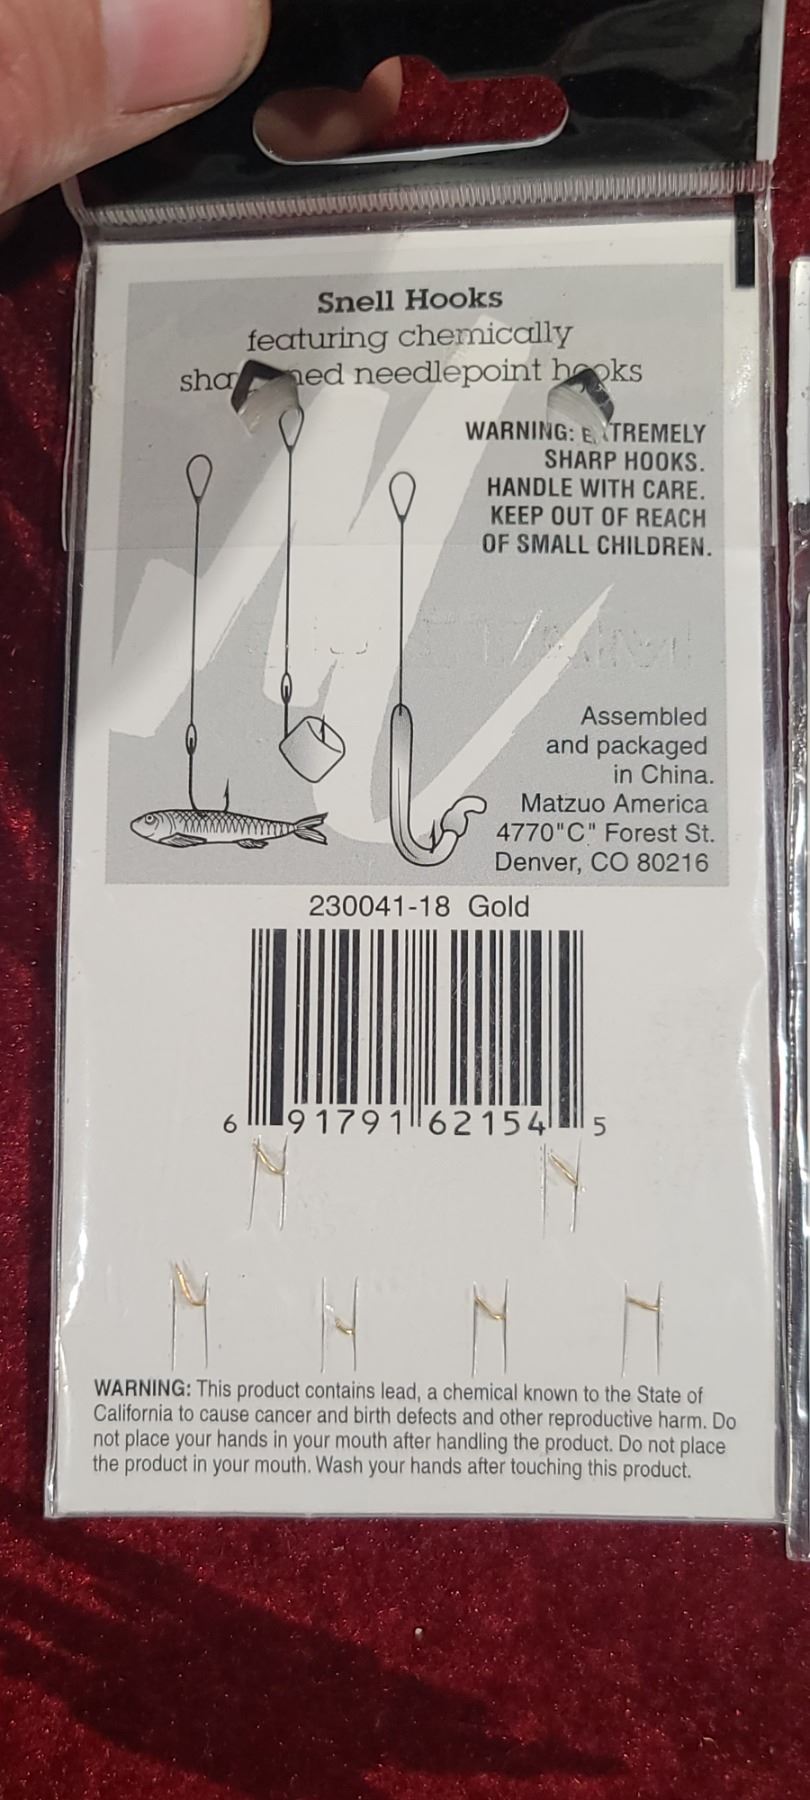 Snell Hooks
featuring chemically
sha ned needlepoint hooks
WARNING: E TREMELY
SHARP HOOKS.
HANDLE WITH CARE.
KEEP OUT OF REACH
OF SMALL CHILDREN.
Assembled
and packaged
in China.
Matzuo America
4770"C" Forest St.
Denver, CO 80216
230041-18 Gold
6 91791 62154 5
WARNING: This product contains lead, a chemical known to the State of
California to cause cancer and birth defects and other reproductive harm. Do
not place your hands in your mouth after handling the product. Do not place
the product in your mouth. Wash your hands after touching this product.